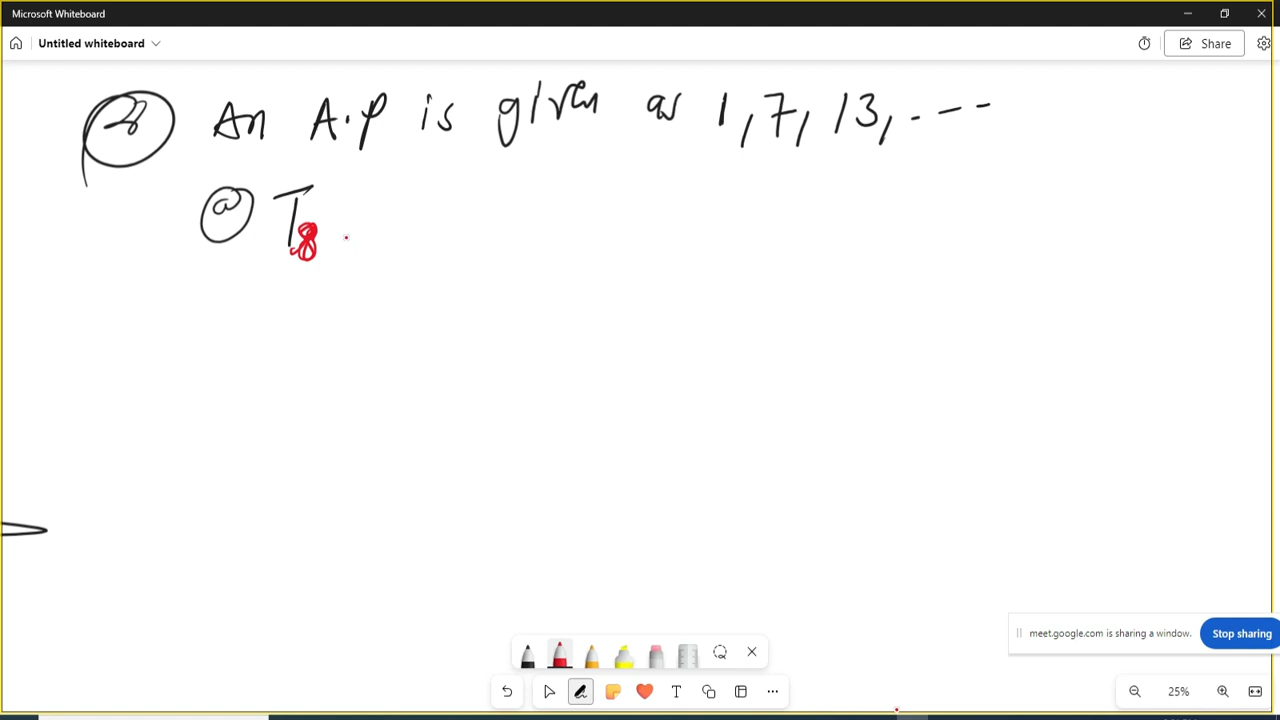 Microsoft Whiteboard
Untitled whiteboard
Share
An A.P is given as 1, 7, 13, . - - -
(a) T8
meet.google.com is sharing a window.
Stop sharing
25%